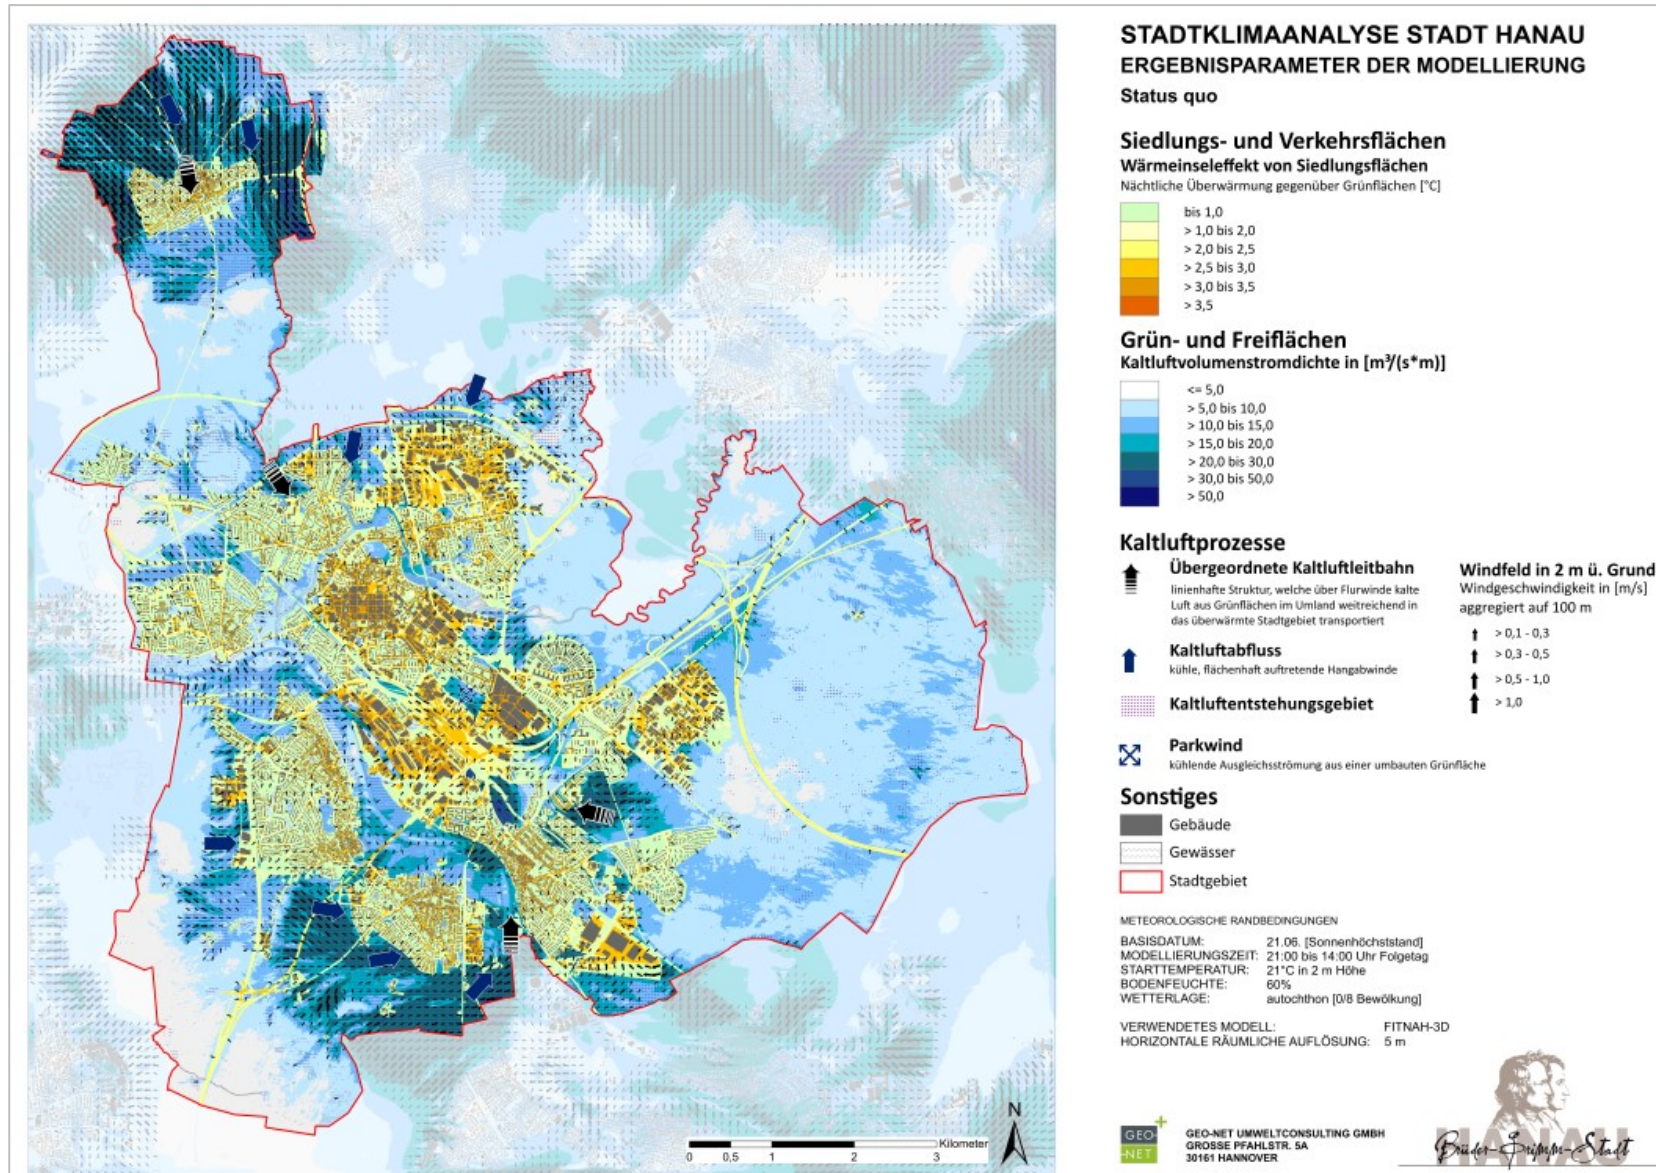 STADTKLIMAANALYSE STADT HANAU
ERGEBNISPARAMETER DER MODELLIERUNG
Status quo
Siedlungs- und Verkehrsflächen
Wärmeinseleffekt von Siedlungsflächen
Nächtliche Überwärmung gegenüber Grünflächen [°C]
bis 1,0
> 1,0 bis 2,0
> 2,0 bis 2,5
> 2,5 bis 3,0
> 3,0 bis 3,5
> 3,5
Grün- und Freiflächen
Kaltluftvolumenstromdichte in [m³/(s*m)]
<= 5,0
> 5,0 bis 10,0
> 10,0 bis 15,0
> 15,0 bis 20,0
> 20,0 bis 30,0
> 30,0 bis 50,0
> 50,0
Kaltluftprozesse
Übergeordnete Kaltluftleitbahn
linienhafte Struktur, welche über Flurwinde kalte
Luft aus Grünflächen im Umland weitreichend in
das überwärmte Stadtgebiet transportiert
Kaltluftabfluss
kühle, flächenhaft auftretende Hangabwinde
Kaltluftentstehungsgebiet
Parkwind
kühlende Ausgleichsströmung aus einer umbauten Grünfläche
Windfeld in 2 m ü. Grund
Windgeschwindigkeit in [m/s]
aggregiert auf 100 m
> 0,1 - 0,3
> 0,3 - 0,5
> 0,5 - 1,0
> 1,0
Sonstiges
Gebäude
Gewässer
Stadtgebiet
METEOROLOGISCHE RANDBEDINGUNGEN
BASISDATUM: 21.06. [Sonnenhöchststand]
MODELLIERUNGSZEIT: 21:00 bis 14:00 Uhr Folgetag
STARTTEMPERATUR: 21°C in 2 m Höhe
BODENFEUCHTE: 60%
WETTERLAGE: autochthon [0/8 Bewölkung]
VERWENDETES MODELL: FITNAH-3D
HORIZONTALE RÄUMLICHE AUFLÖSUNG: 5 m
N
Kilometer
0 0,5 1 2 3
GEO-
-NET
GEO-NET UMWELTCONSULTING GMBH
GROSSE PFAHLSTR. 5A
30161 HANNOVER
HANAU
Brüder-Grimm-Stadt